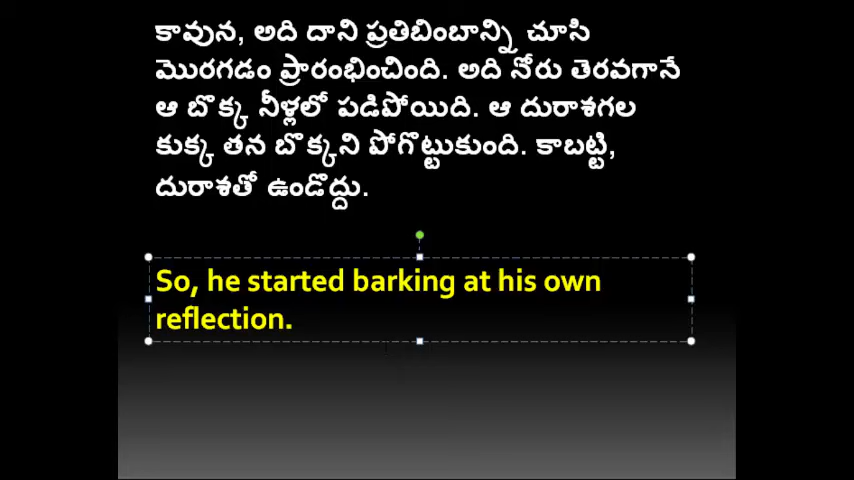 కావున, అది దాని ప్రతిబింబాన్ని చూసి
మొరగడం ప్రారంభించింది. అది నోరు తెరవగానే
ఆ బొక్క నీళ్లలో పడిపోయిది. ఆ దురాశగల
కుక్క తన బొక్కని పోగొట్టుకుంది. కాబట్టి,
దురాశతో ఉండొద్దు.
So, he started barking at his own
reflection.